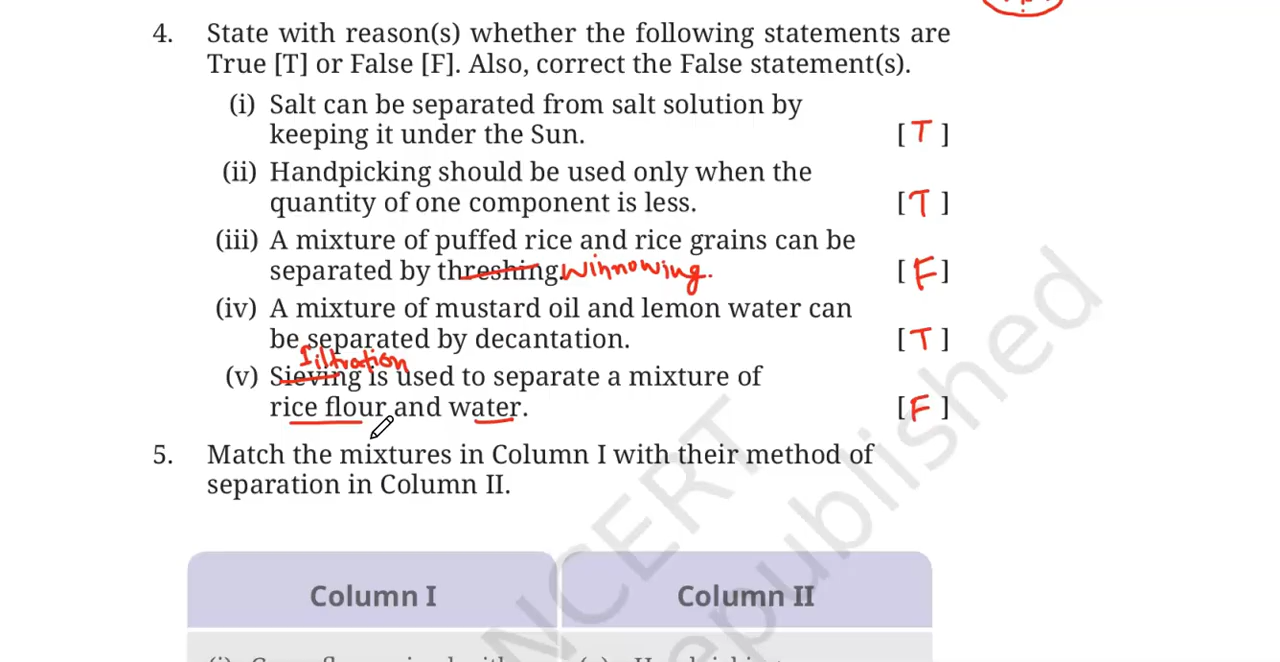 4. State with reason(s) whether the following statements are
True [T] or False [F]. Also, correct the False statement(s).
(i) Salt can be separated from salt solution by
keeping it under the Sun. [T]
(ii) Handpicking should be used only when the
quantity of one component is less. [T]
(iii) A mixture of puffed rice and rice grains can be
separated by threshing. Winnowing. [F]
(iv) A mixture of mustard oil and lemon water can
be separated by decantation. [T]
filtration
(v) Sieving is used to separate a mixture of
rice flour and water. [F]
5. Match the mixtures in Column I with their method of
separation in Column II.
Column I Column II
NCERT
republished